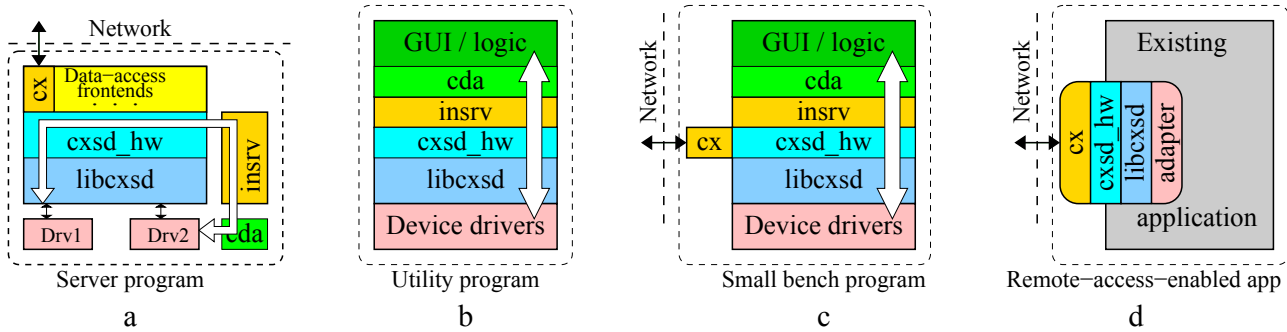 Network
cx
Data-access
frontends
. . .
cxsd_hw
libcxsd
insrv
Drv1
Drv2
cda
Server program
a
GUI / logic
cda
insrv
cxsd_hw
libcxsd
Device drivers
Utility program
b
Network
cx
GUI / logic
cda
insrv
cxsd_hw
libcxsd
Device drivers
Small bench program
c
Network
Existing
cx
cxsd_hw
libcxsd
adapter
application
Remote-access-enabled app
d